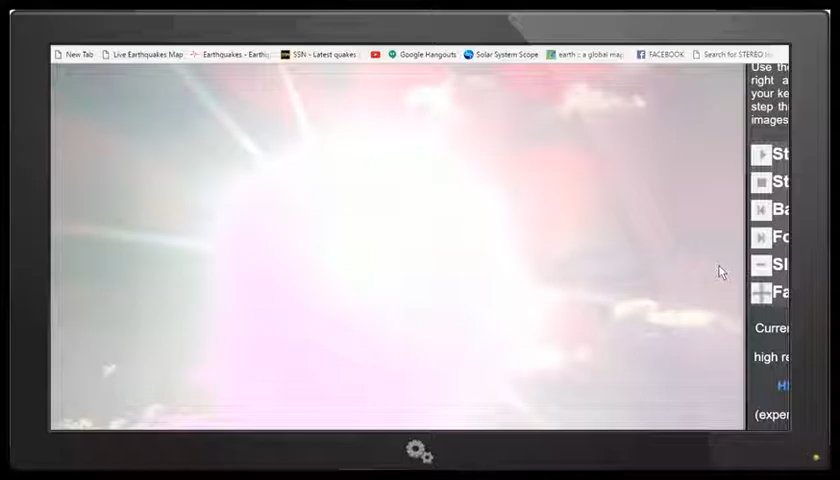 New Tab Live Earthquakes Map Earthquakes - Earthqu SSN - Latest quakes Google Hangouts Solar System Scope earth :: a global map FACEBOOK Search for STEREO
Use the
right a
your ke
step th
images
St
St
Ba
Fo
Sl
Fa
Currer
high re
(exper